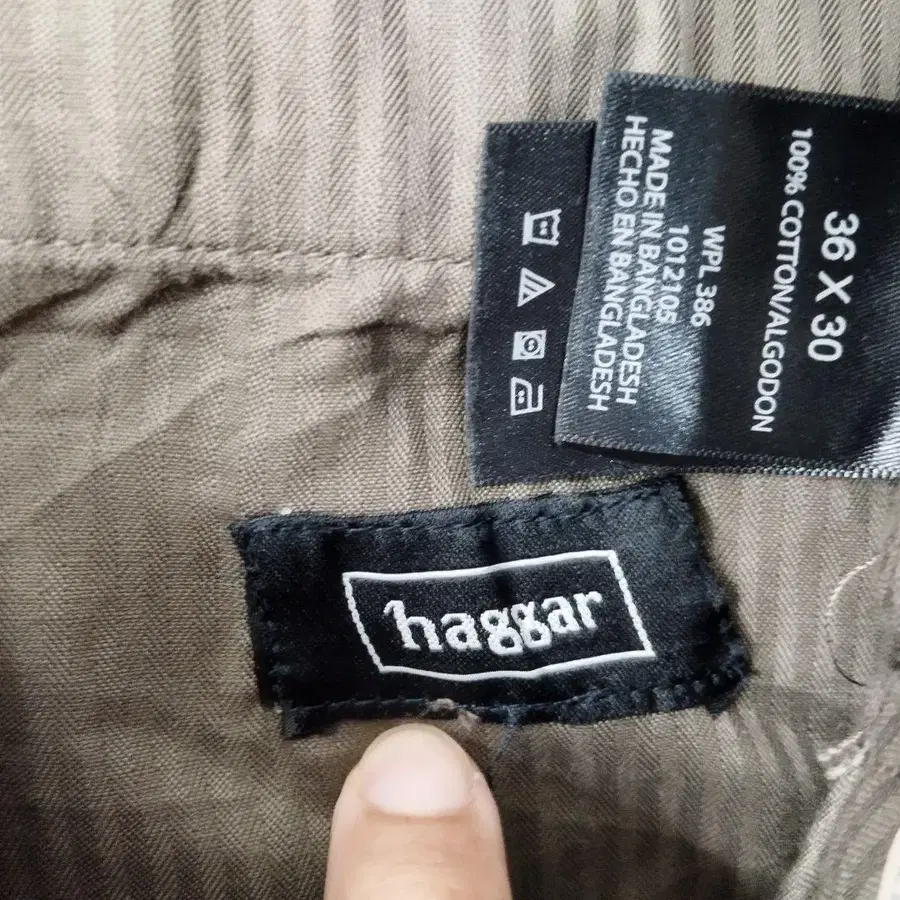 36 X 30
100% COTTON/ALGODON
WPL 386
1012105
MADE IN BANGLADESH
HECHO EN BANGLADESH
haggar